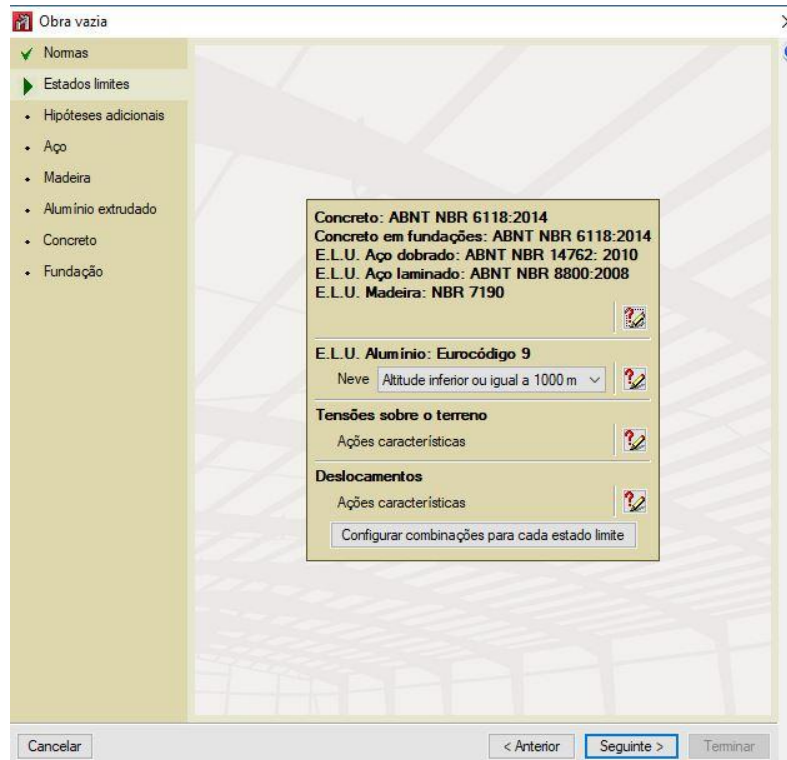 Obra vazia
Normas
Estados limites
Hipóteses adicionais
Aço
Madeira
Alumínio extrudado
Concreto
Fundação
Concreto: ABNT NBR 6118:2014
Concreto em fundações: ABNT NBR 6118:2014
E.L.U. Aço dobrado: ABNT NBR 14762: 2010
E.L.U. Aço laminado: ABNT NBR 8800:2008
E.L.U. Madeira: NBR 7190
E.L.U. Alumínio: Eurocódigo 9
Neve Altitude inferior ou igual a 1000 m
Tensões sobre o terreno
Ações características
Deslocamentos
Ações características
Configurar combinações para cada estado limite
Cancelar < Anterior Seguinte > Terminar